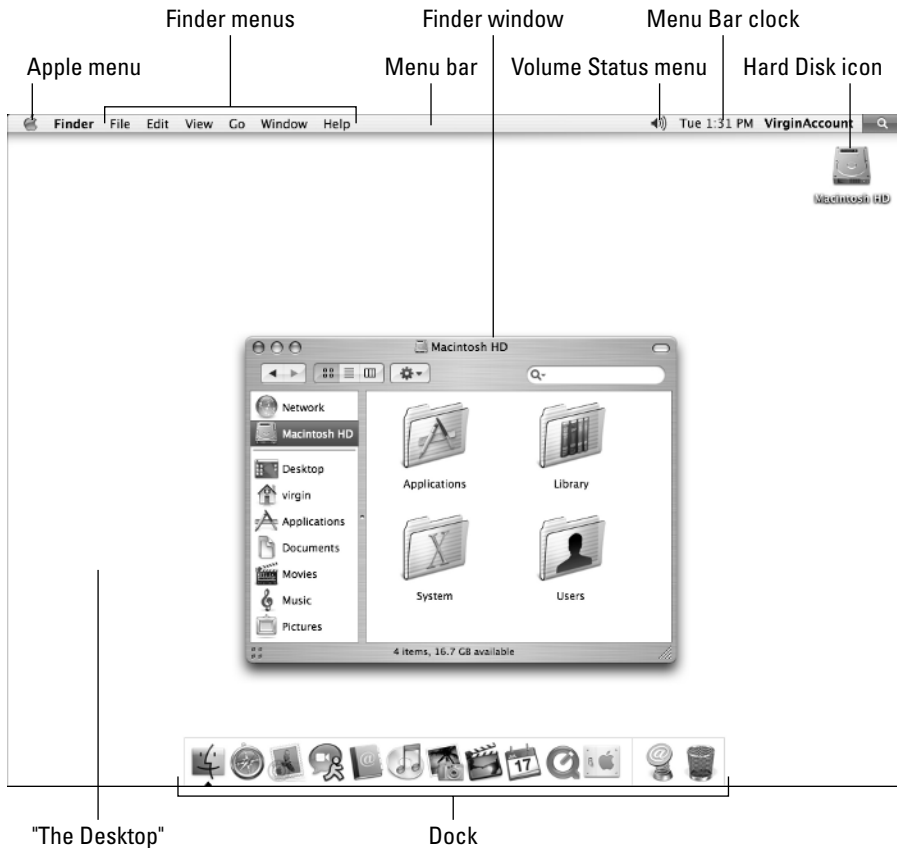 Finder menus Finder window Menu Bar clock
Apple menu Menu bar Volume Status menu Hard Disk icon
Finder File Edit View Go Window Help Tue 1:31 PM VirginAccount
Macintosh HD
Macintosh HD
Network
Macintosh HD
Desktop
virgin
Applications
Documents
Movies
Music
Pictures
Applications Library
System Users
4 items, 16.7 GB available
17
"The Desktop" Dock